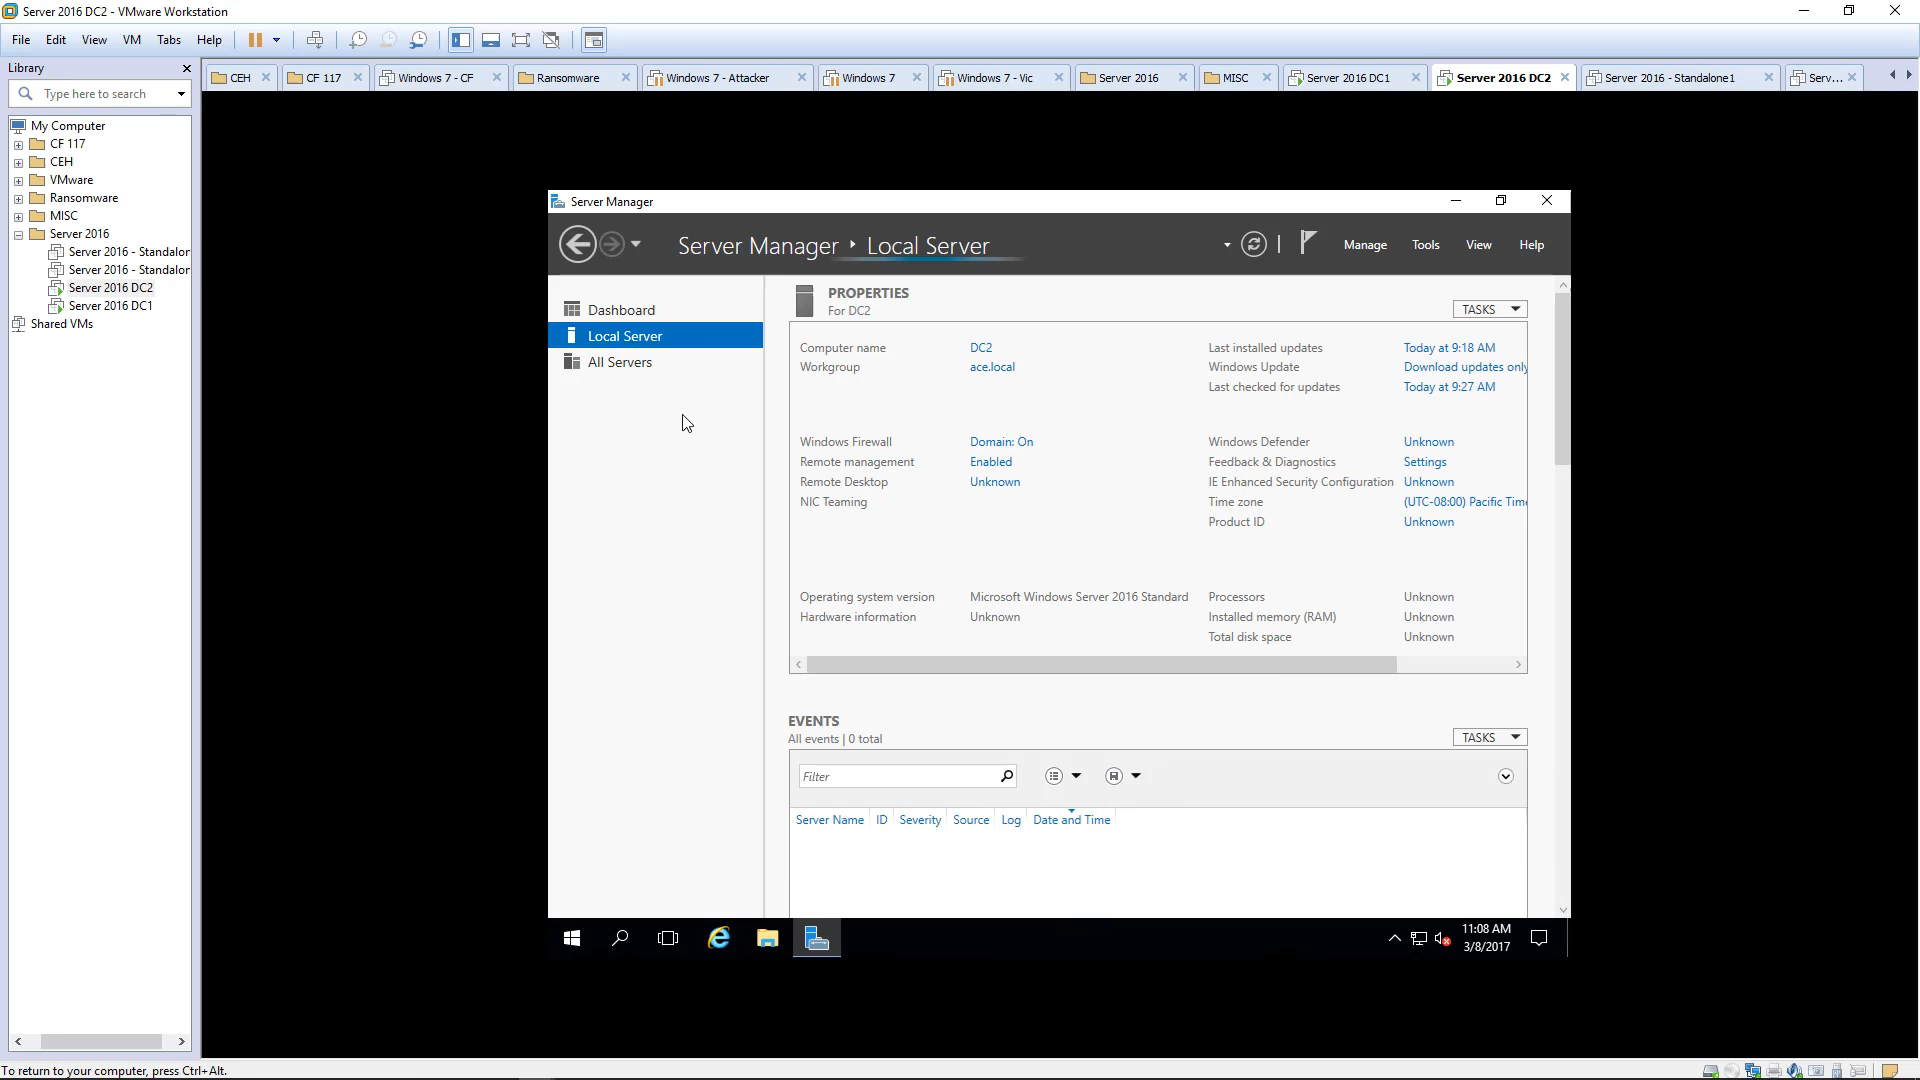 Server 2016 DC2 - VMware Workstation
File Edit View VM Tabs Help
Library
Type here to search
My Computer
CF 117
CEH
VMware
Ransomware
MISC
Server 2016
Server 2016 - Standalor
Server 2016 - Standalor
Server 2016 DC2
Server 2016 DC1
Shared VMs
CEH CF 117 Windows 7 - CF Ransomware Windows 7 - Attacker Windows 7 Windows 7 - Vic Server 2016 MISC Server 2016 DC1 Server 2016 DC2 Server 2016 - Standalone1 Serv...
Server Manager
Server Manager Local Server
Manage Tools View Help
Dashboard
Local Server
All Servers
PROPERTIES
For DC2
TASKS
Computer name DC2 Last installed updates Today at 9:18 AM
Workgroup ace.local Windows Update Download updates only
Last checked for updates Today at 9:27 AM
Windows Firewall Domain: On Windows Defender Unknown
Remote management Enabled Feedback & Diagnostics Settings
Remote Desktop Unknown IE Enhanced Security Configuration Unknown
NIC Teaming Time zone (UTC-08:00) Pacific Time
Product ID Unknown
Operating system version Microsoft Windows Server 2016 Standard Processors Unknown
Hardware information Unknown Installed memory (RAM) Unknown
Total disk space Unknown
EVENTS
All events | 0 total
TASKS
Filter
Server Name ID Severity Source Log Date and Time
11:08 AM
3/8/2017
To return to your computer, press Ctrl+Alt.